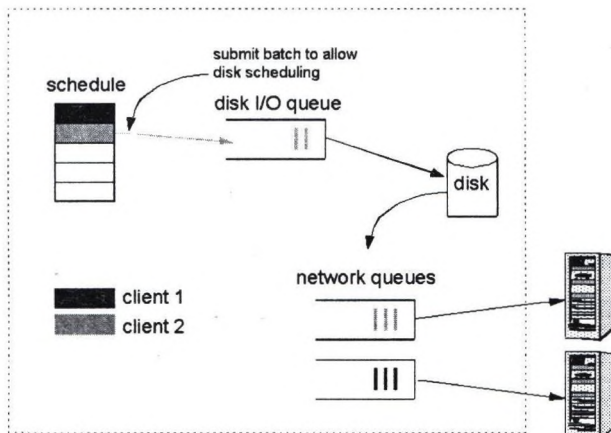 submit batch to allow
disk scheduling
schedule
disk I/O queue
disk
network queues
client 1
client 2